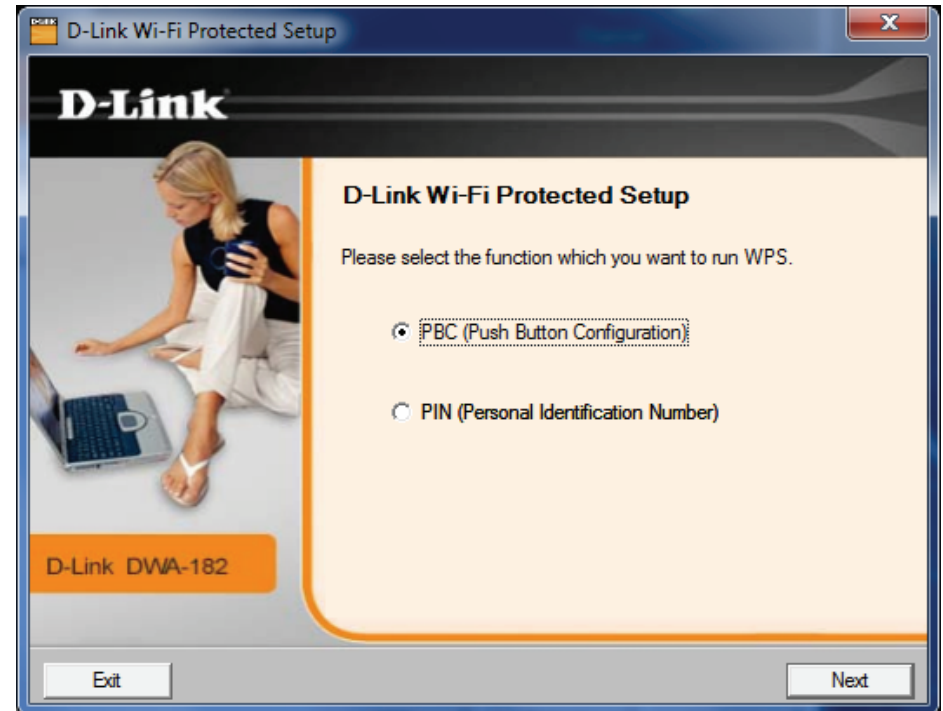 D-Link Wi-Fi Protected Setup
D-Link
D-Link Wi-Fi Protected Setup
Please select the function which you want to run WPS.
PBC (Push Button Configuration)
PIN (Personal Identification Number)
D-Link DWA-182
Exit
Next